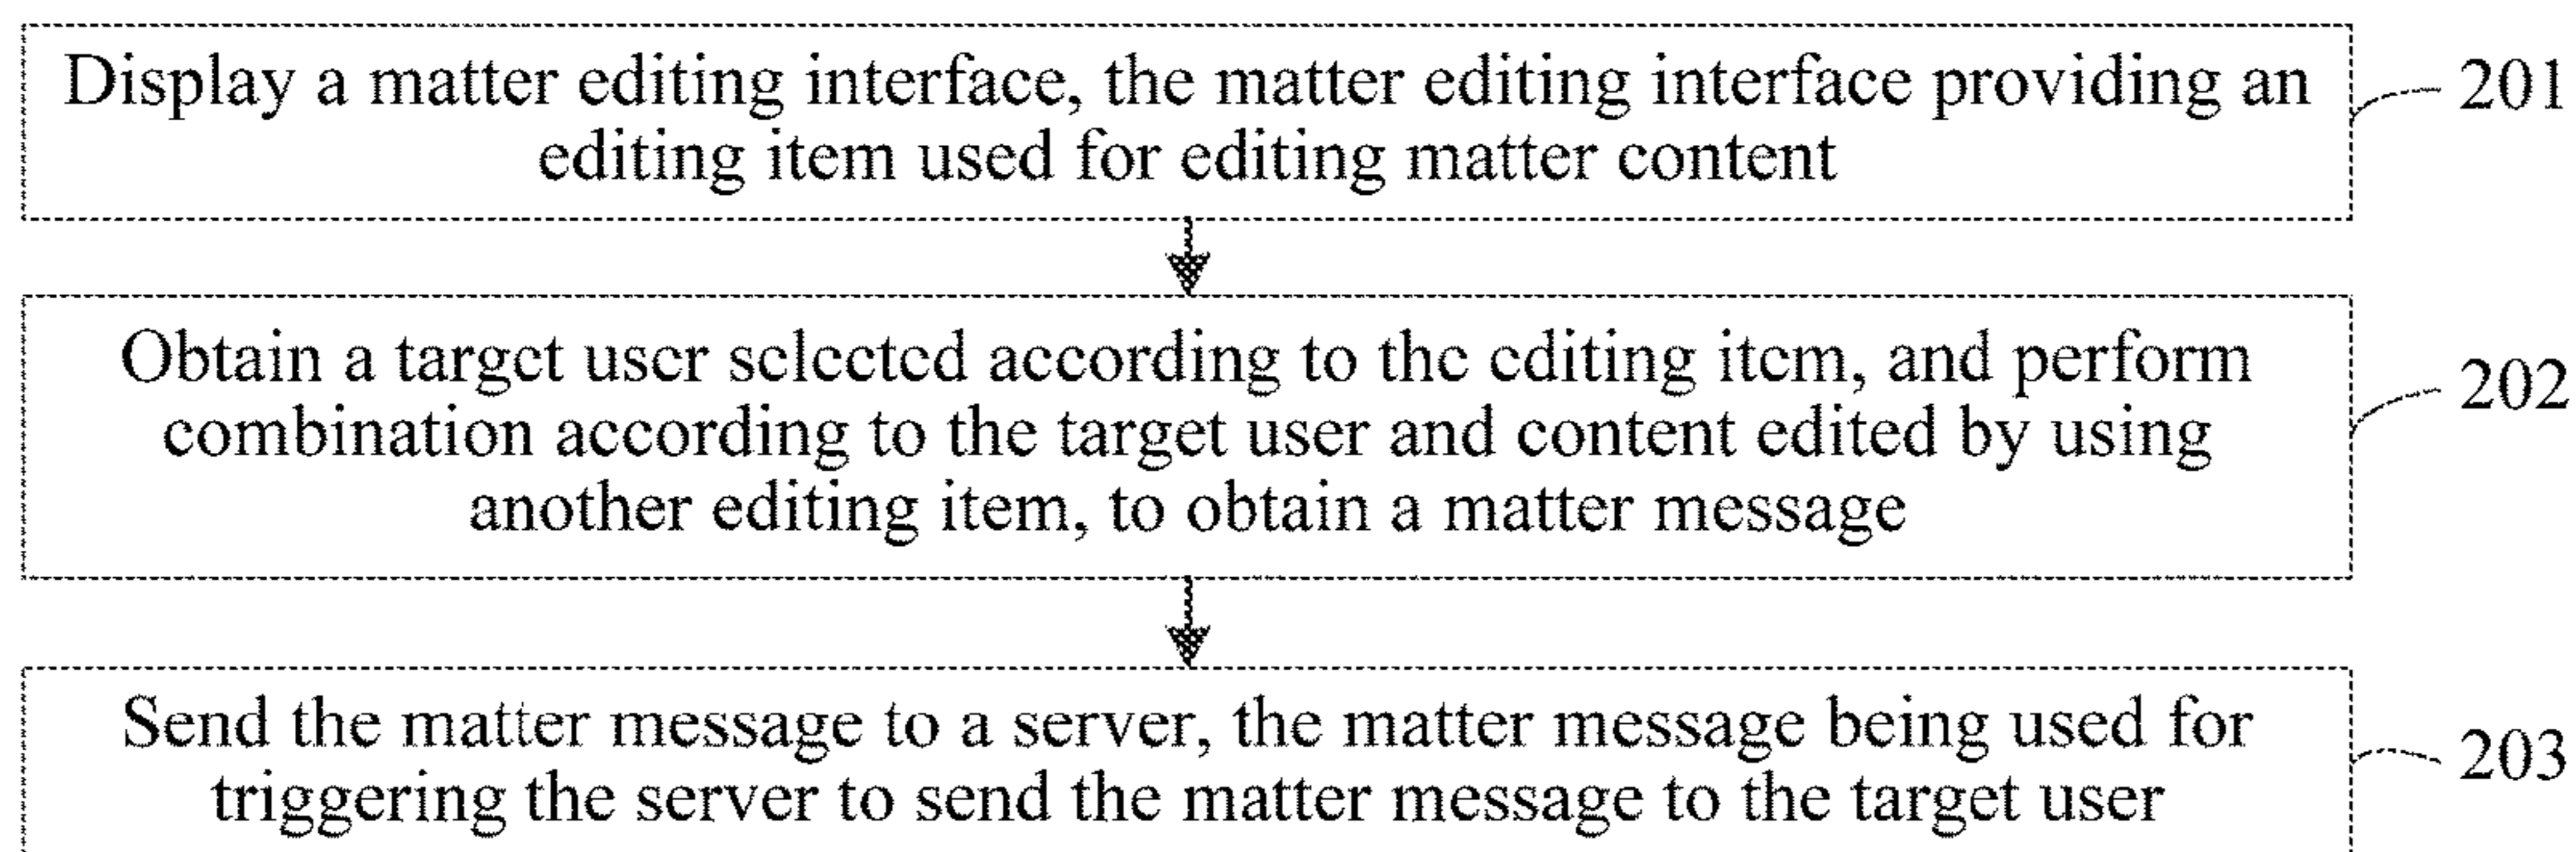 Display a matter editing interface, the matter editing interface providing an
editing item used for editing matter content
201
Obtain a target user selected according to the editing item, and perform
combination according to the target user and content edited by using
another editing item, to obtain a matter message
202
Send the matter message to a server, the matter message being used for
triggering the server to send the matter message to the target user
203